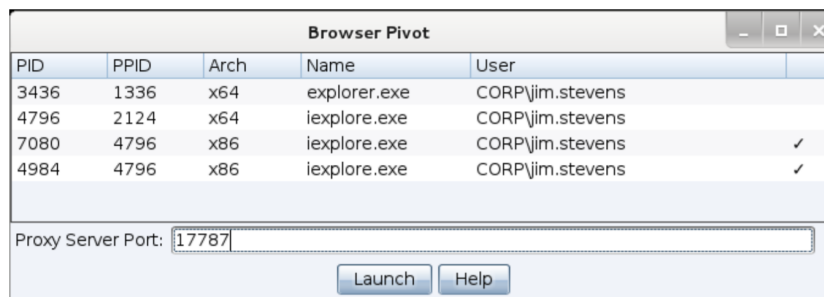 Browser Pivot
PID PPID Arch Name User
3436 1336 x64 explorer.exe CORP\jim.stevens
4796 2124 x64 iexplore.exe CORP\jim.stevens
7080 4796 x86 iexplore.exe CORP\jim.stevens ✓
4984 4796 x86 iexplore.exe CORP\jim.stevens ✓
Proxy Server Port: 17787
Launch Help